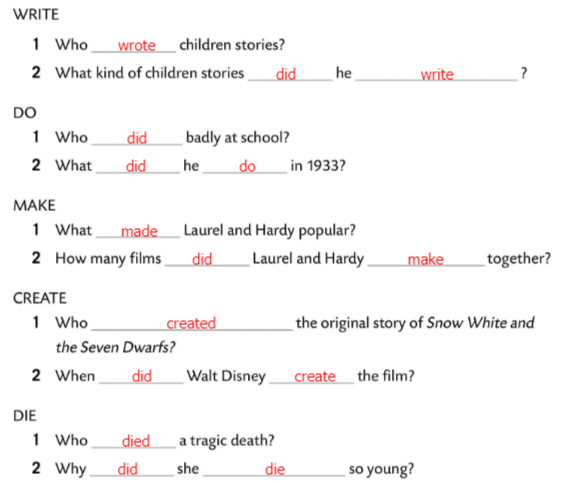 WRITE
1 Who wrote children stories?
2 What kind of children stories did he write ?
DO
1 Who did badly at school?
2 What did he do in 1933?
MAKE
1 What made Laurel and Hardy popular?
2 How many films did Laurel and Hardy make together?
CREATE
1 Who created the original story of Snow White and
the Seven Dwarfs?
2 When did Walt Disney create the film?
DIE
1 Who died a tragic death?
2 Why did she die so young?